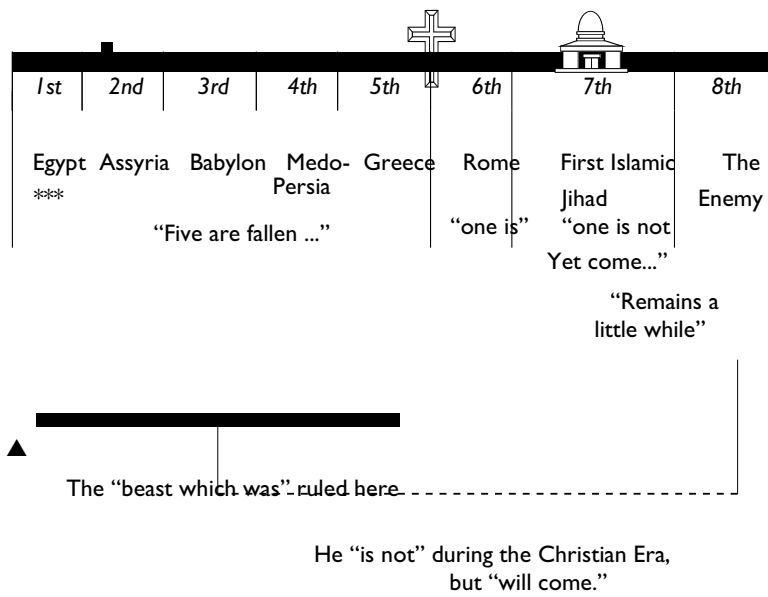 1st 2nd 3rd 4th 5th 6th 7th 8th
Egypt Assyria Babylon Medo- Greece Rome First Islamic The
*** Persia Jihad Enemy
“Five are fallen ...” “one is” “one is not
Yet come...”
“Remains a
little while”
The “beast which was” ruled here
He “is not” during the Christian Era,
but “will come.”